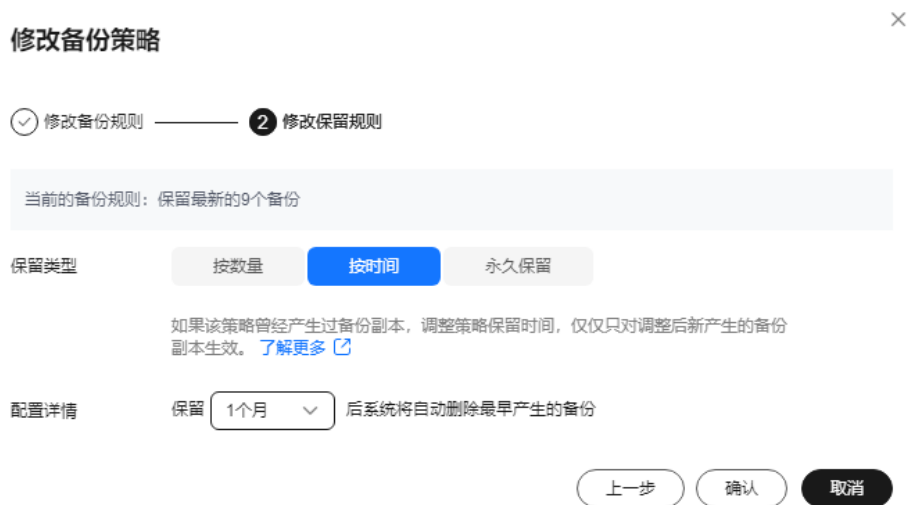 修改备份策略
修改备份规则 2 修改保留规则
当前的备份规则：保留最新的9个备份
保留类型 按数量 按时间 永久保留
如果该策略曾经产生过备份副本，调整策略保留时间，仅仅只对调整后新产生的备份
副本生效。 了解更多
配置详情 保留 1个月 后系统将自动删除最早产生的备份
上一步 确认 取消